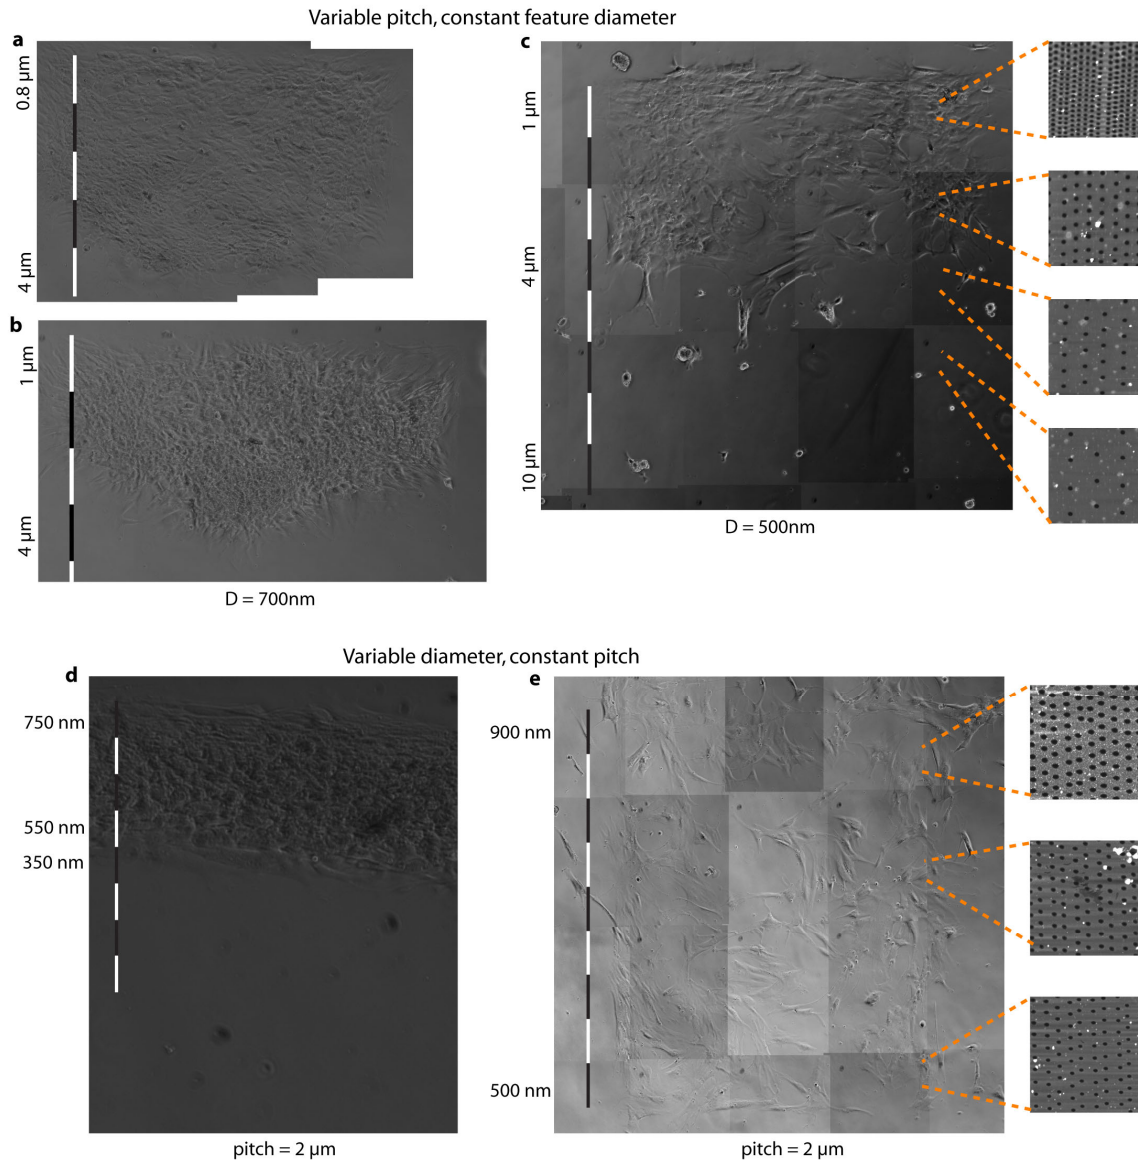 Variable pitch, constant feature diameter
a
0.8 µm
4 µm
b
1 µm
4 µm
D = 700nm
c
1 µm
4 µm
10 µm
D = 500nm
Variable diameter, constant pitch
d
750 nm
550 nm
350 nm
pitch = 2 µm
e
900 nm
500 nm
pitch = 2 µm